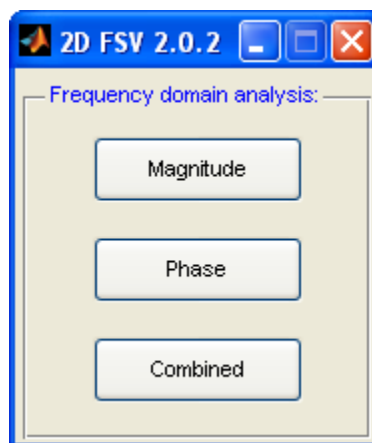 2D FSV 2.0.2
Frequency domain analysis:
Magnitude
Phase
Combined